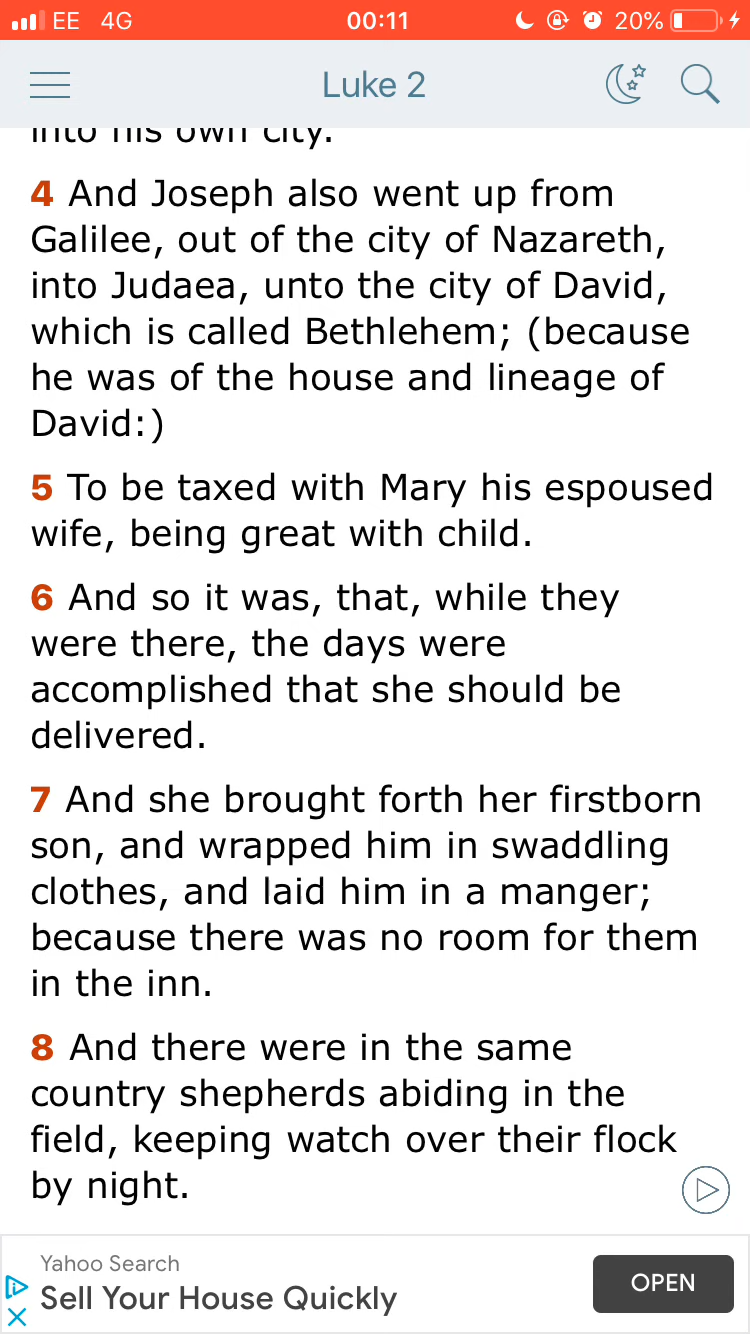 EE 4G 00:11 20%
Luke 2
into his own city.
4 And Joseph also went up from
Galilee, out of the city of Nazareth,
into Judaea, unto the city of David,
which is called Bethlehem; (because
he was of the house and lineage of
David:)
5 To be taxed with Mary his espoused
wife, being great with child.
6 And so it was, that, while they
were there, the days were
accomplished that she should be
delivered.
7 And she brought forth her firstborn
son, and wrapped him in swaddling
clothes, and laid him in a manger;
because there was no room for them
in the inn.
8 And there were in the same
country shepherds abiding in the
field, keeping watch over their flock
by night.
Yahoo Search
Sell Your House Quickly
OPEN